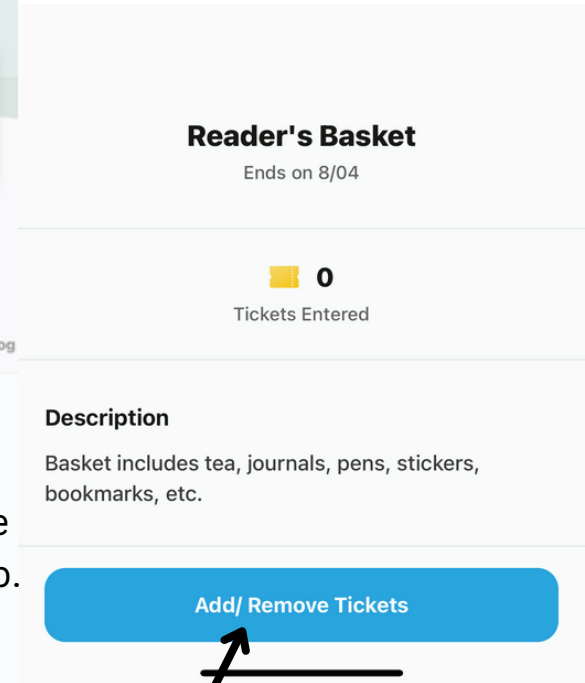 Reader's Basket
Ends on 8/04
0
Tickets Entered
og
Description
Basket includes tea, journals, pens, stickers,
bookmarks, etc.
e
o.
Add/ Remove Tickets